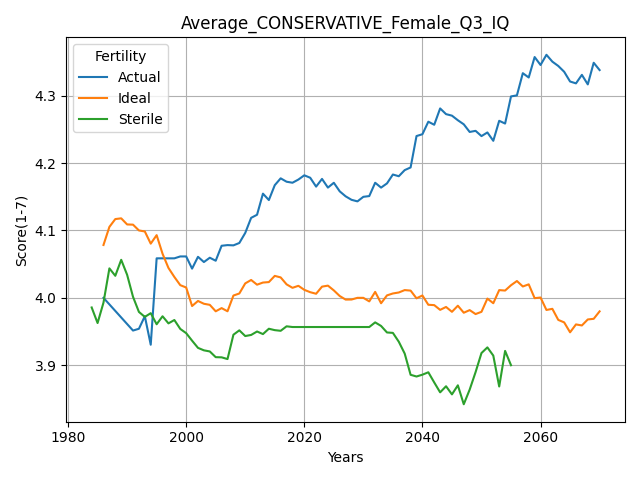 Average_CONSERVATIVE_Female_Q3_IQ
Fertility
Actual
Ideal
Sterile
Score(1-7)
4.3
4.2
4.1
4.0
3.9
1980 2000 2020 2040 2060
Years